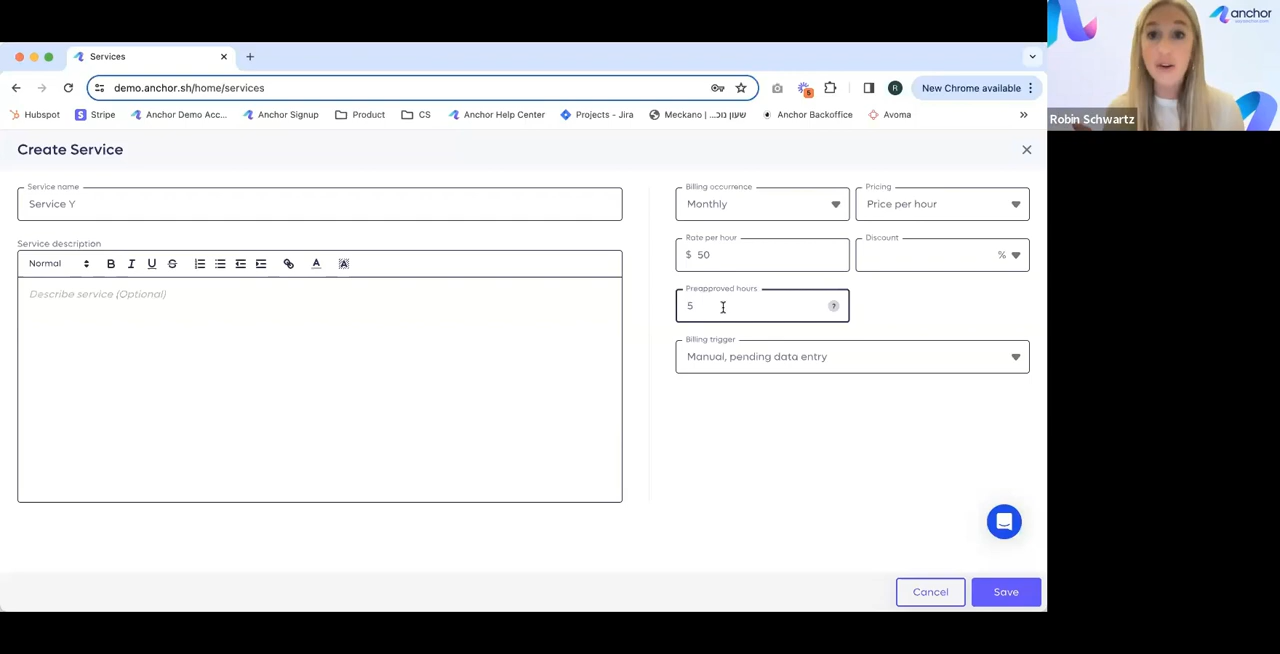 Services
demo.anchor.sh/home/services
New Chrome available
5
R
Hubspot
Stripe
Anchor Demo Acc...
Anchor Signup
Product
CS
Anchor Help Center
Projects - Jira
Meckano | שעון נוכ...
Anchor Backoffice
Avoma
»
Create Service
Service name
Service Y
Service description
Normal
B I U S A A
Describe service (Optional)
Billing occurrence
Monthly
Pricing
Price per hour
Rate per hour
$ 50
Discount
%
Preapproved hours
5
?
Billing trigger
Manual, pending data entry
Cancel
Save
anchor
Robin Schwartz